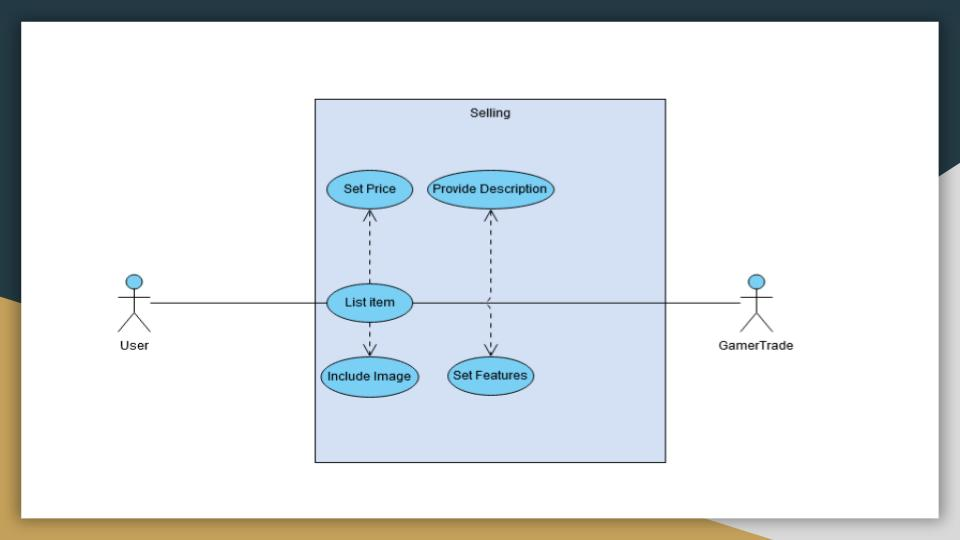 Selling
Set Price
Provide Description
List item
User
GamerTrade
Include Image
Set Features